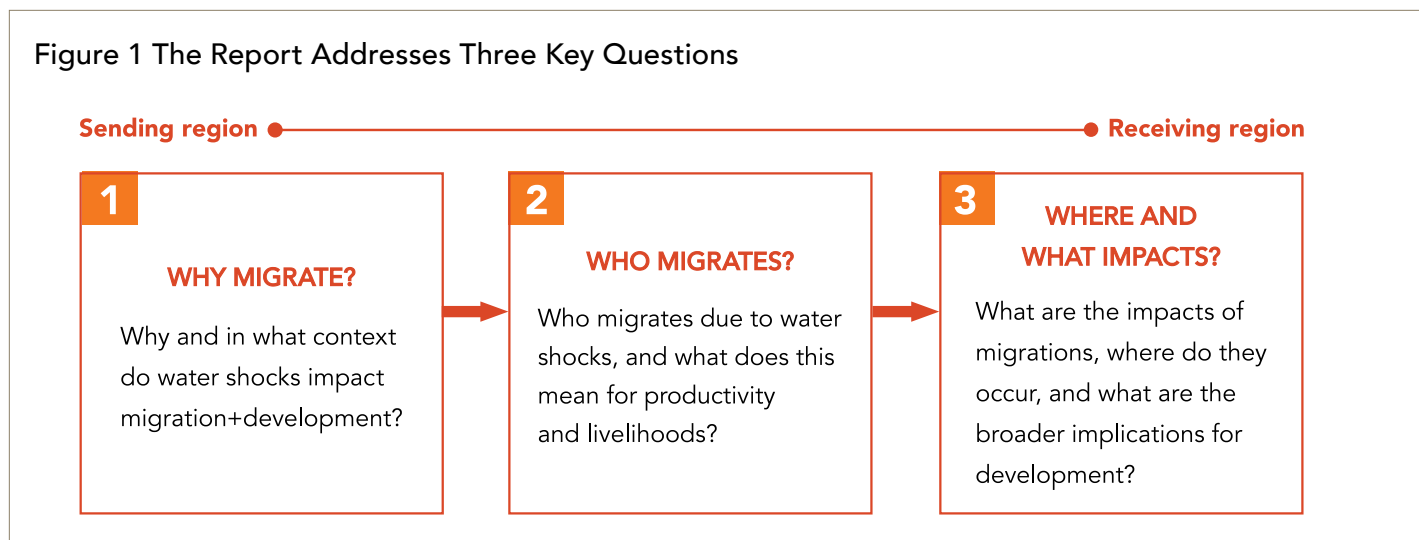 Figure 1 The Report Addresses Three Key Questions
Sending region
Receiving region
1
WHY MIGRATE?
Why and in what context
do water shocks impact
migration+development?
2
WHO MIGRATES?
Who migrates due to water
shocks, and what does this
mean for productivity
and livelihoods?
3
WHERE AND
WHAT IMPACTS?
What are the impacts of
migrations, where do they
occur, and what are the
broader implications for
development?